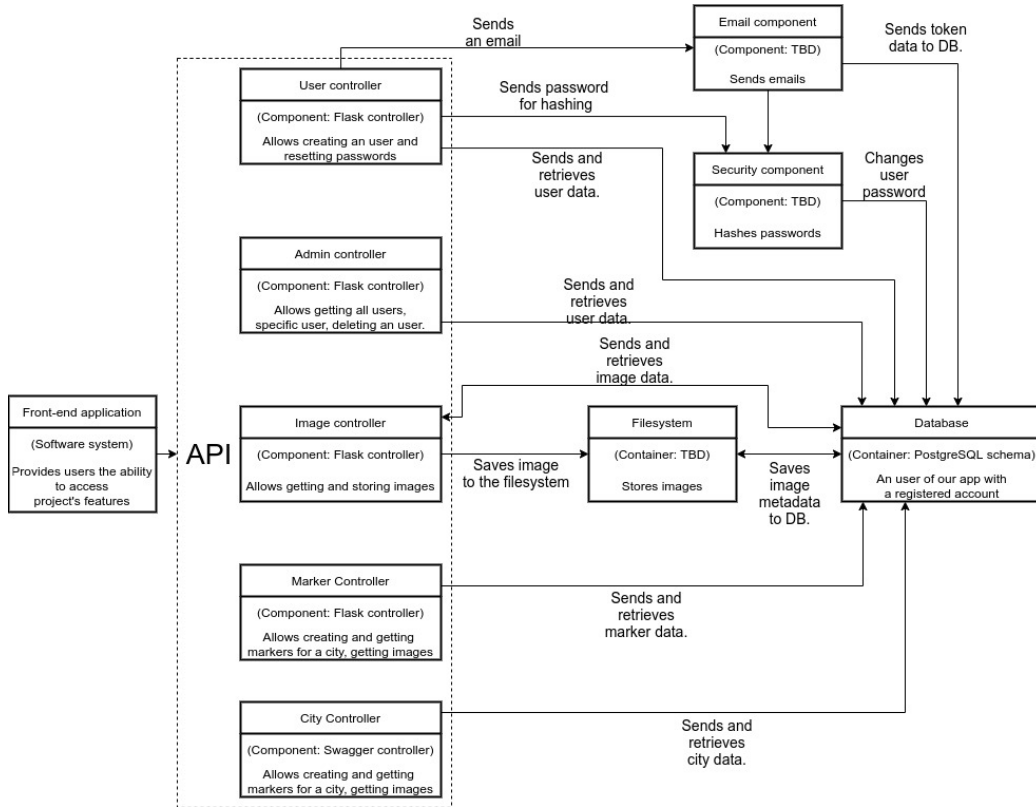 Sends
an email
Email component
(Component: TBD)
Sends emails
Sends token
data to DB.
User controller
(Component: Flask controller)
Allows creating an user and
resetting passwords
Sends password
for hashing
Sends and
retrieves
user data.
Security component
(Component: TBD)
Hashes passwords
Changes
user
password
Admin controller
(Component: Flask controller)
Allows getting all users,
specific user, deleting an user.
Sends and
retrieves
user data.
Sends and
retrieves
image data.
Front-end application
(Software system)
Provides users the ability
to access
project's features
API
Image controller
(Component: Flask controller)
Allows getting and storing images
Saves image
to the filesystem
Filesystem
(Container: TBD)
Stores images
Saves
image
metadata
to DB.
Database
(Container: PostgreSQL schema)
An user of our app with
a registered account
Marker Controller
(Component: Flask controller)
Allows creating and getting
markers for a city, getting images
Sends and
retrieves
marker data.
City Controller
(Component: Swagger controller)
Allows creating and getting
markers for a city, getting images
Sends and
retrieves
city data.